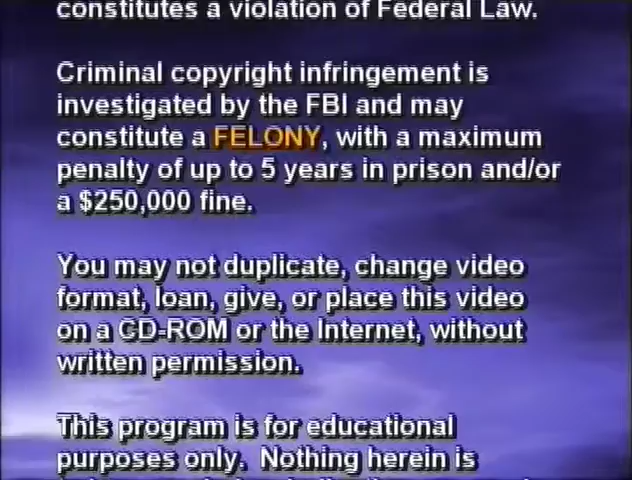 constitutes a violation of Federal Law.
Criminal copyright infringement is
investigated by the FBI and may
constitute a FELONY, with a maximum
penalty of up to 5 years in prison and/or
a $250,000 fine.
You may not duplicate, change video
format, loan, give, or place this video
on a CD-ROM or the Internet, without
written permission.
This program is for educational
purposes only.  Nothing herein is